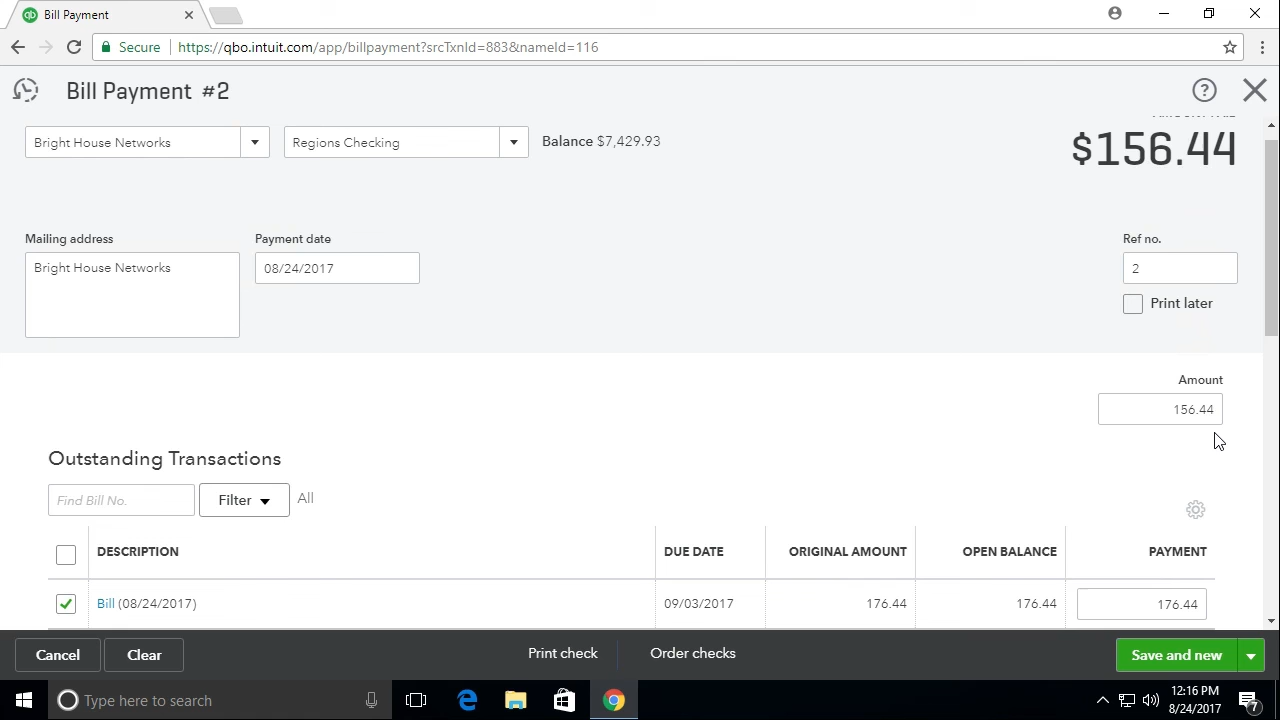 Bill Payment
Secure https://qbo.intuit.com/app/billpayment?srcTxnId=883&nameId=116
Bill Payment #2
Bright House Networks Regions Checking Balance $7,429.93
$156.44
Mailing address Payment date Ref no.
Bright House Networks 08/24/2017 2
Print later
Amount
156.44
Outstanding Transactions
Find Bill No. Filter All
DESCRIPTION DUE DATE ORIGINAL AMOUNT OPEN BALANCE PAYMENT
Bill (08/24/2017) 09/03/2017 176.44 176.44 176.44
Cancel Clear Print check Order checks Save and new
Type here to search 12:16 PM
8/24/2017 7